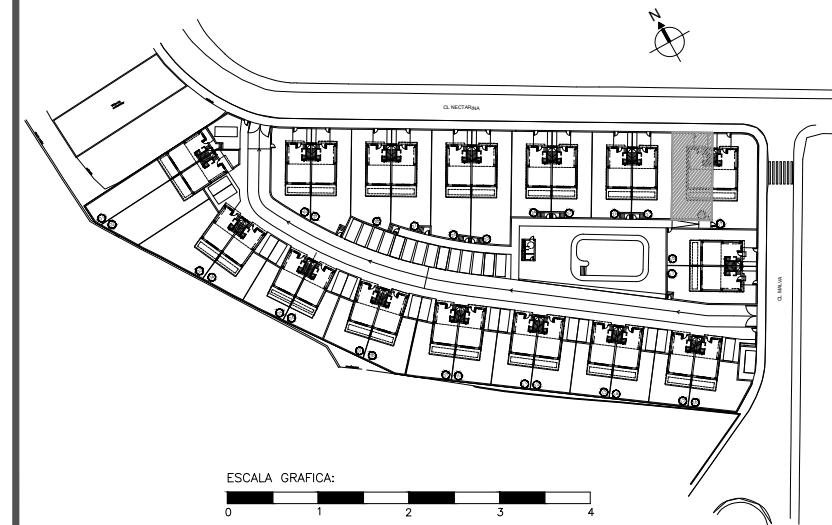 N
CL NECTARINA
CL MALVA
ESCALA GRAFICA:
0 1 2 3 4